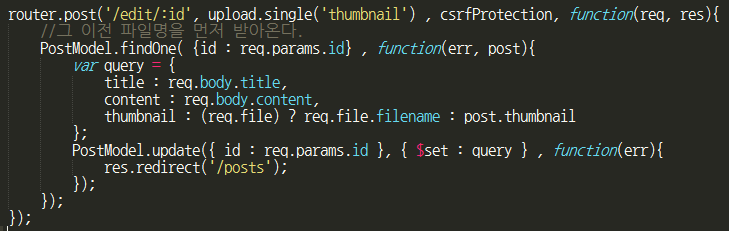 router.post('/edit/:id', upload.single('thumbnail') , csrfProtection, function(req, res){
//그 이전 파일명을 먼저 받아온다.
PostModel.findOne( {id : req.params.id} , function(err, post){
var query = {
title : req.body.title,
content : req.body.content,
thumbnail : (req.file) ? req.file.filename : post.thumbnail
};
PostModel.update({ id : req.params.id }, { $set : query } , function(err){
res.redirect('/posts');
});
});
});